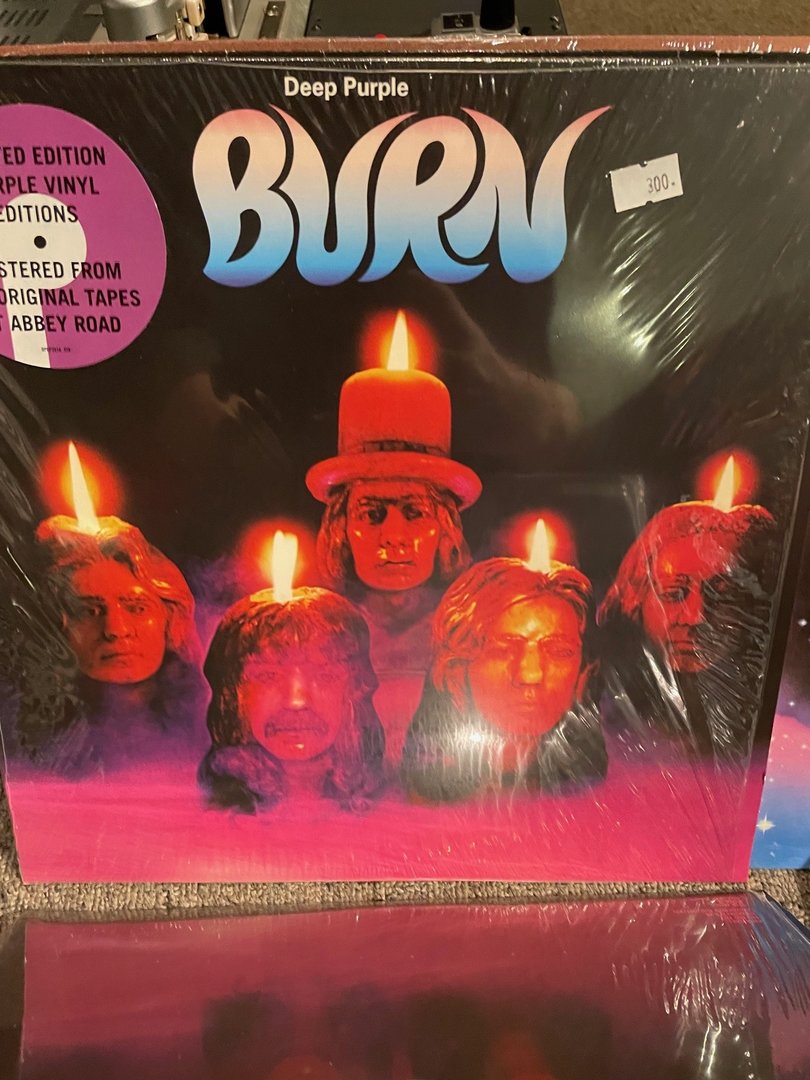 Deep Purple
BURN
300.
TED EDITION
RPLE VINYL
EDITIONS
STERED FROM
ORIGINAL TAPES
T ABBEY ROAD